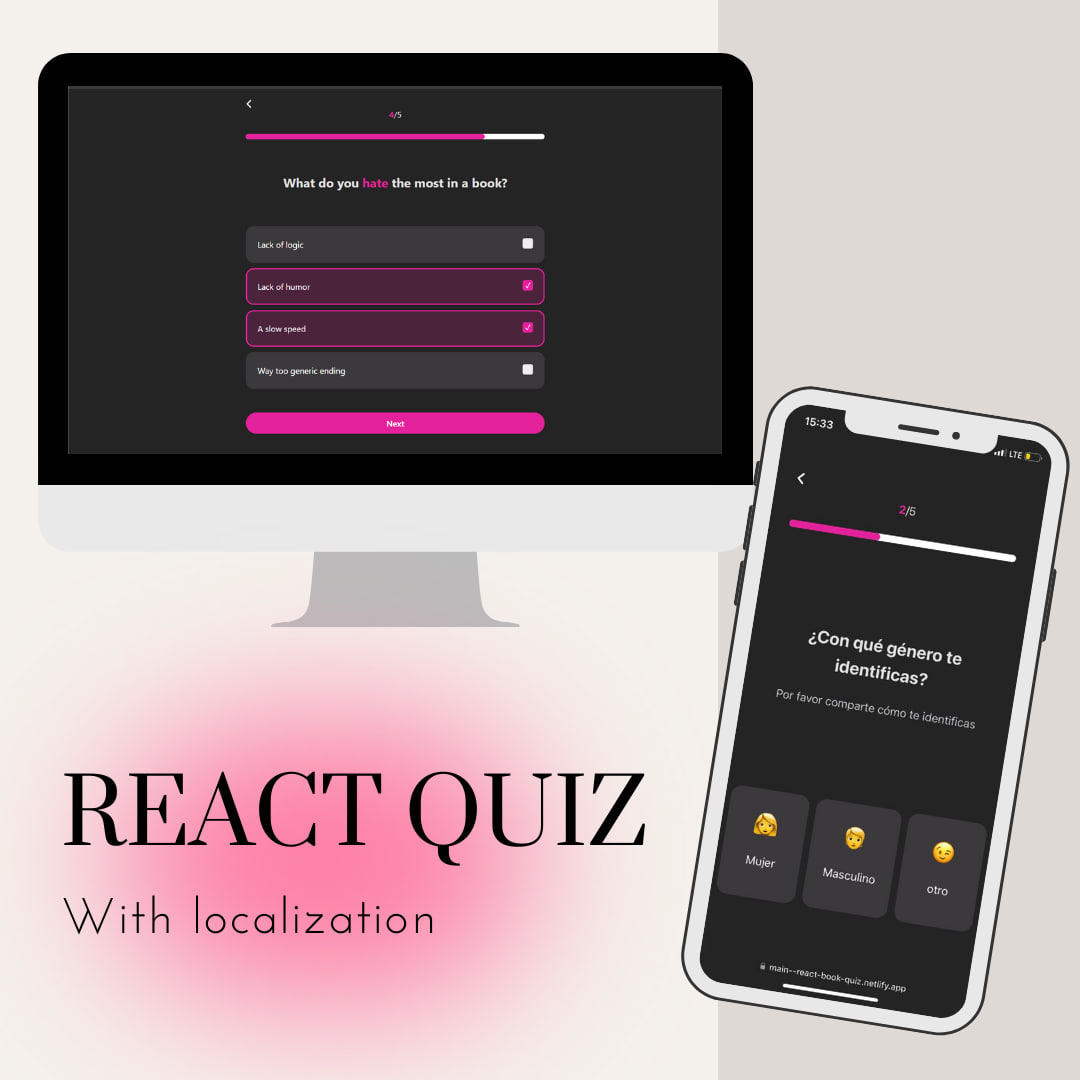 4/5
What do you hate the most in a book?
Lack of logic
Lack of humor
A slow speed
Way too generic ending
Next
15:33
LTE
2/5
¿Con qué género te
identificas?
Por favor comparte cómo te identificas
Mujer
Masculino
otro
main--react-book-quiz.netlify.app
REACT QUIZ
With localization